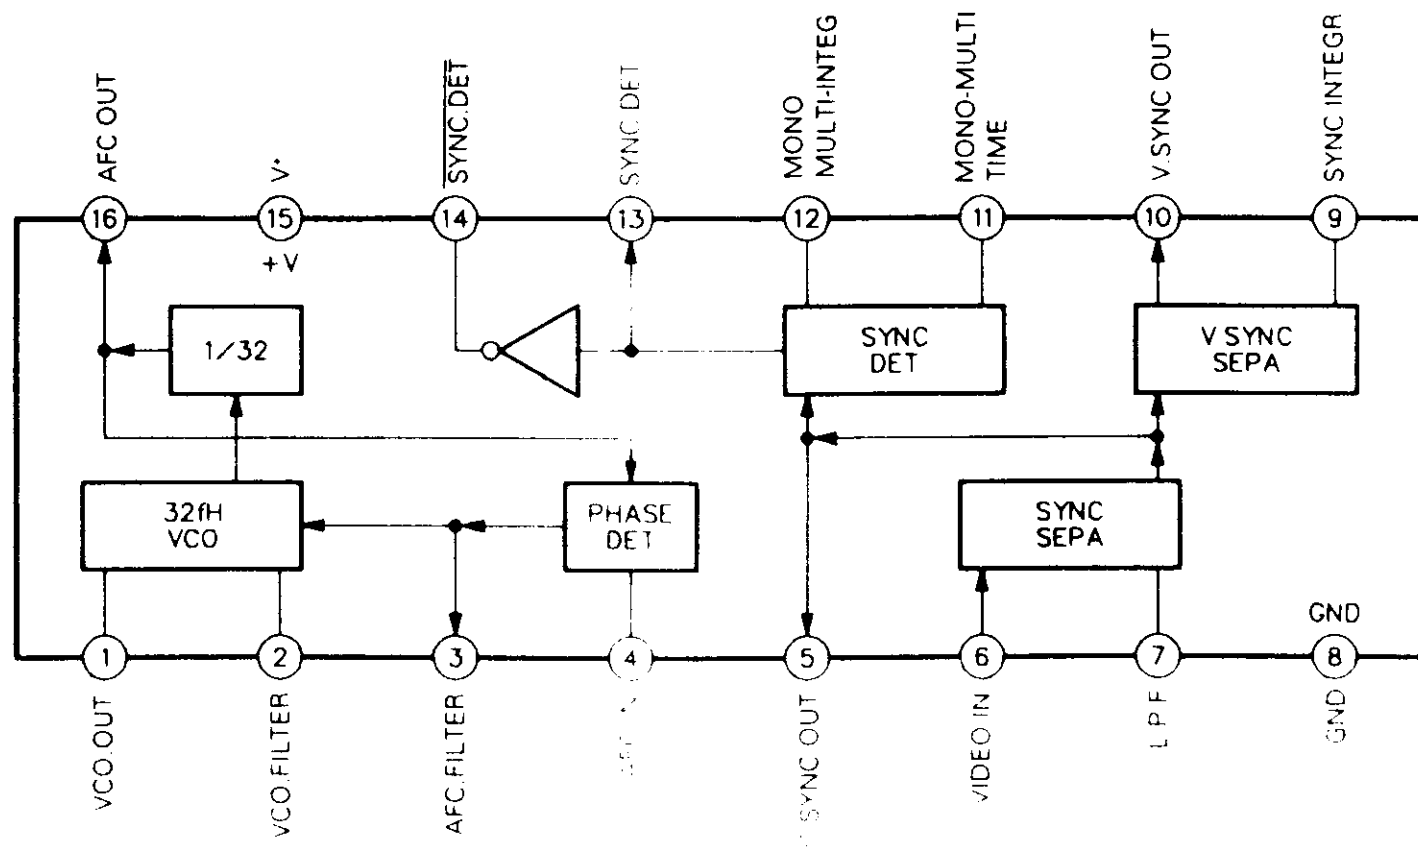 AFC OUT
V+
SYNC.DET
SYNC DET
MONO
MULTI-INTEG
MONO-MULTI
TIME
V.SYNC OUT
SYNC INTEGR
16
15
14
13
12
11
10
9
+V
1/32
SYNC
DET
V SYNC
SEPA
32fH
VCO
PHASE
DET
SYNC
SEPA
GND
1
2
3
4
5
6
7
8
VCO.OUT
VCO.FILTER
AFC.FILTER
SYNC OUT
VIDEO IN
L P F
GND